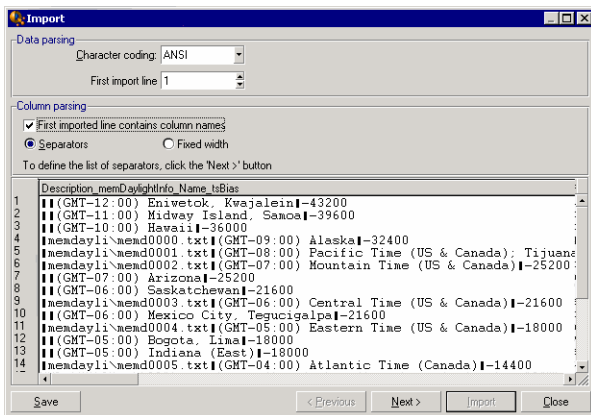 Import
Data parsing
Character coding: ANSI
First import line 1
Column parsing
First imported line contains column names
Separators Fixed width
To define the list of separators, click the 'Next >' button
Description_memDaylightInfo_Name_tsBias
1 ▌▌(GMT-12:00) Eniwetok, Kwajalein▌-43200
2 ▌▌(GMT-11:00) Midway Island, Samoa▌-39600
3 ▌▌(GMT-10:00) Hawaii▌-36000
4 ▌memdayli\memd0000.txt▌(GMT-09:00) Alaska▌-32400
5 ▌memdayli\memd0001.txt▌(GMT-08:00) Pacific Time (US & Canada); Tijuana
6 ▌memdayli\memd0002.txt▌(GMT-07:00) Mountain Time (US & Canada)▌-25200
7 ▌▌(GMT-07:00) Arizona▌-25200
8 ▌▌(GMT-06:00) Saskatchewan▌-21600
9 ▌memdayli\memd0003.txt▌(GMT-06:00) Central Time (US & Canada)▌-21600
10 ▌▌(GMT-06:00) Mexico City, Tegucigalpa▌-21600
11 ▌memdayli\memd0004.txt▌(GMT-05:00) Eastern Time (US & Canada)▌-18000
12 ▌▌(GMT-05:00) Bogota, Lima▌-18000
13 ▌▌(GMT-05:00) Indiana (East)▌-18000
14 ▌memdayli\memd0005.txt▌(GMT-04:00) Atlantic Time (Canada)▌-14400
Save < Previous Next > Import Close